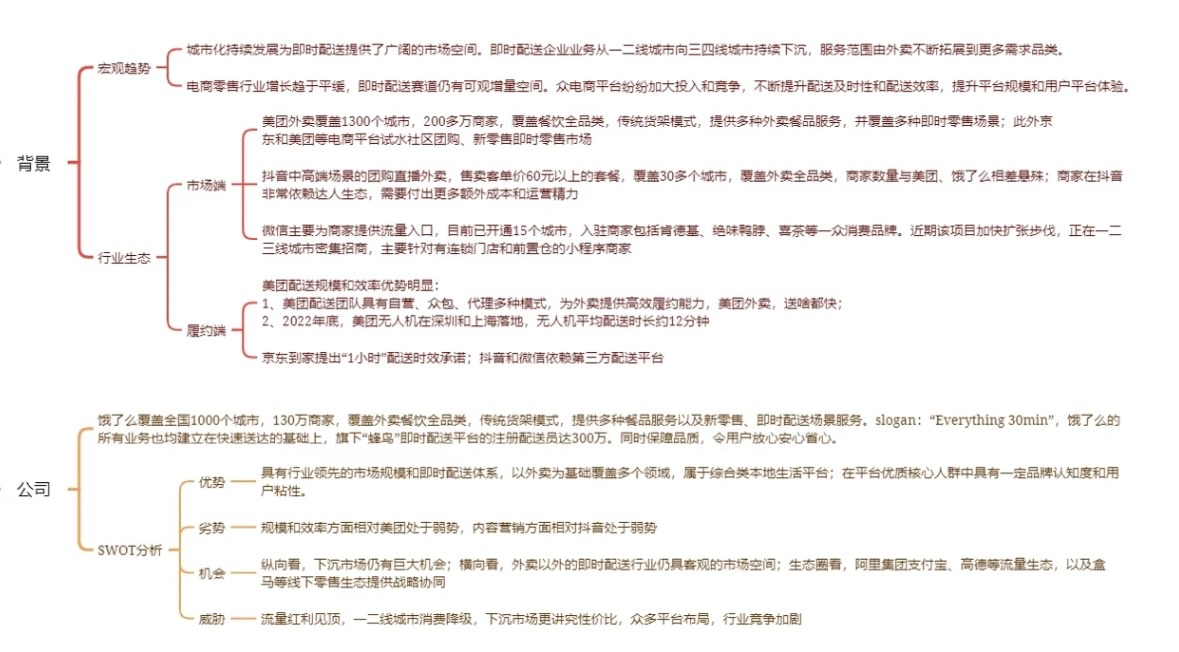 背景
宏观趋势
城市化持续发展为即时配送提供了广阔的市场空间。即时配送企业业务从一二线城市向三四线城市持续下沉，服务范围由外卖不断拓展到更多需求品类。
电商零售行业增长趋于平缓，即时配送赛道仍有可观增量空间。众电商平台纷纷加大投入和竞争，不断提升配送及时性和配送效率，提升平台规模和用户平台体验。
行业生态
市场端
美团外卖覆盖1300个城市，200多万商家，覆盖餐饮全品类，传统货架模式，提供多种外卖餐品服务，并覆盖多种即时零售场景；此外京
东和美团等电商平台试水社区团购、新零售即时零售市场
抖音中高端场景的团购直播外卖，售卖客单价60元以上的套餐，覆盖30多个城市，覆盖外卖全品类，商家数量与美团、饿了么相差悬殊；商家在抖音
非常依赖达人生态，需要付出更多额外成本和运营精力
微信主要为商家提供流量入口，目前已开通15个城市，入驻商家包括肯德基、绝味鸭脖、喜茶等一众消费品牌。近期该项目加快扩张步伐，正在一二
三线城市密集招商，主要针对有连锁门店和前置仓的小程序商家
履约端
美团配送规模和效率优势明显：
1、美团配送团队具有自营、众包、代理多种模式，为外卖提供高效履约能力，美团外卖，送啥都快；
2、2022年底，美团无人机在深圳和上海落地，无人机平均配送时长约12分钟
京东到家提出“1小时”配送时效承诺；抖音和微信依赖第三方配送平台
公司
饿了么覆盖全国1000个城市，130万商家，覆盖外卖餐饮全品类，传统货架模式，提供多种餐品服务以及新零售、即时配送场景服务。slogan：“Everything 30min”，饿了么的
所有业务也均建立在快速送达的基础上，旗下“蜂鸟”即时配送平台的注册配送员达300万。同时保障品质，令用户放心安心省心。
SWOT分析
优势
具有行业领先的市场规模和即时配送体系，以外卖为基础覆盖多个领域，属于综合类本地生活平台；在平台优质核心人群中具有一定品牌认知度和用
户粘性。
劣势
规模和效率方面相对美团处于弱势，内容营销方面相对抖音处于弱势
机会
纵向看，下沉市场仍有巨大机会；横向看，外卖以外的即时配送行业仍具客观的市场空间；生态圈看，阿里集团支付宝、高德等流量生态，以及盒
马等线下零售生态提供战略协同
威胁
流量红利见顶，一二线城市消费降级，下沉市场更讲究性价比，众多平台布局，行业竞争加剧